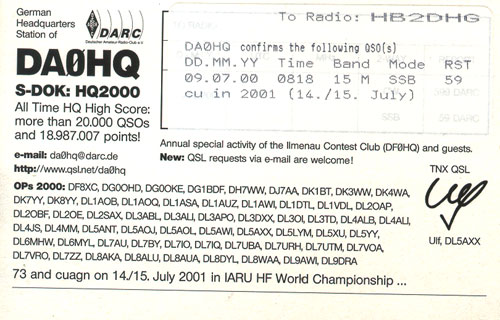 German
Headquarters
Station of
DARC
Deutscher Amateur-Radio-Club e.V.
DAØHQ
S-DOK: HQ2000
All Time HQ High Score:
more than 20.000 QSOs
and 18.987.007 points!
e-mail: da0hq@darc.de
http://www.qsl.net/da0hq
To Radio: HB2DHG
DAØHQ confirms the following QSO(s)
DD.MM.YY Time Band Mode RST
09.07.00 0818 15 M SSB 59
cu in 2001 (14./15. July)
Annual special activity of the Ilmenau Contest Club (DFØHQ) and guests.
New: QSL requests via e-mail are welcome!
TNX QSL
Ulf, DL5AXX
OPs 2000: DF8XC, DG0OHD, DG0OKE, DG1BDF, DH7WW, DJ7AA, DK1BT, DK3WW, DK4WA,
DK7YY, DK8YY, DL1AOB, DL1AOQ, DL1ASA, DL1AUZ, DL1AWI, DL1DTL, DL1VDL, DL2OAP,
DL2OBF, DL2OE, DL2SAX, DL3ABL, DL3ALI, DL3APO, DL3DXX, DL3OI, DL3TD, DL4ALB, DL4ALI,
DL4JS, DL4MM, DL5ANT, DL5AOJ, DL5AOL, DL5AWI, DL5AXX, DL5LYM, DL5XU, DL5YY,
DL6MHW, DL6MYL, DL7AU, DL7BY, DL7IO, DL7IQ, DL7UBA, DL7URH, DL7UTM, DL7VOA,
DL7VRO, DL7ZZ, DL8AKA, DL8ALU, DL8AUA, DL8DYL, DL8WAA, DL9AWI, DL9DRA
73 and cuagn on 14./15. July 2001 in IARU HF World Championship ...